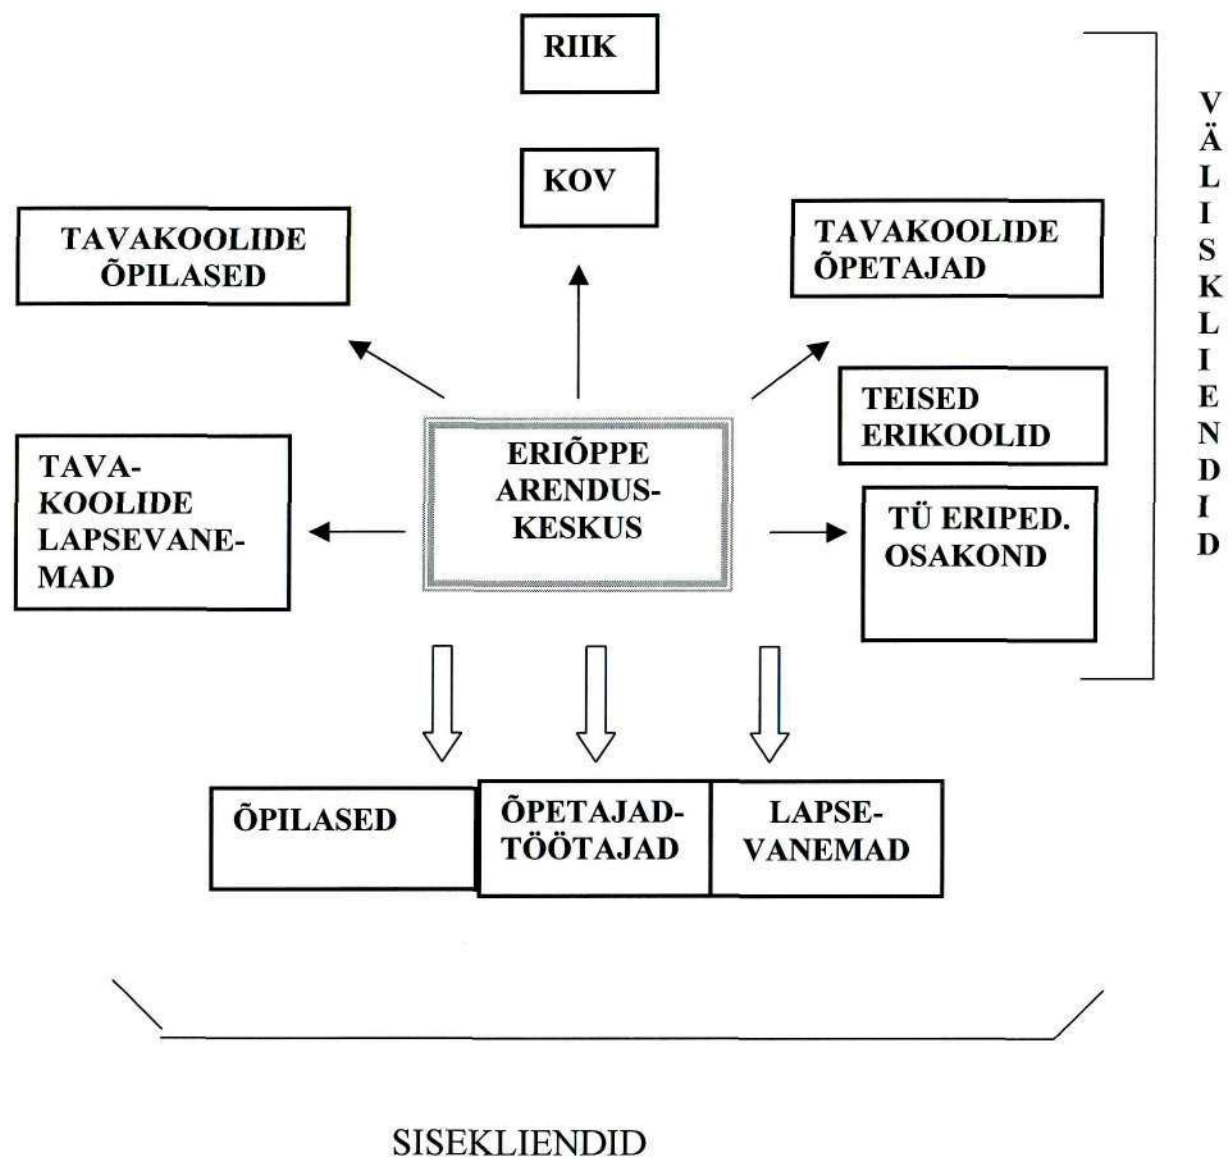 RIIK
KOV
TAVAKOOLIDE
ÕPILASED
TAVAKOOLIDE
ÕPETAJAD
TEISED
ERIKOOLID
TAVA-
KOOLIDE
LAPSEVANE-
MAD
ERIÕPPE
ARENDUS-
KESKUS
TÜ ERIPED.
OSAKOND
VÄLISKLIENDID
ÕPILASED
ÕPETAJAD-
TÖÖTAJAD
LAPSE-
VANEMAD
SISEKLIENDID